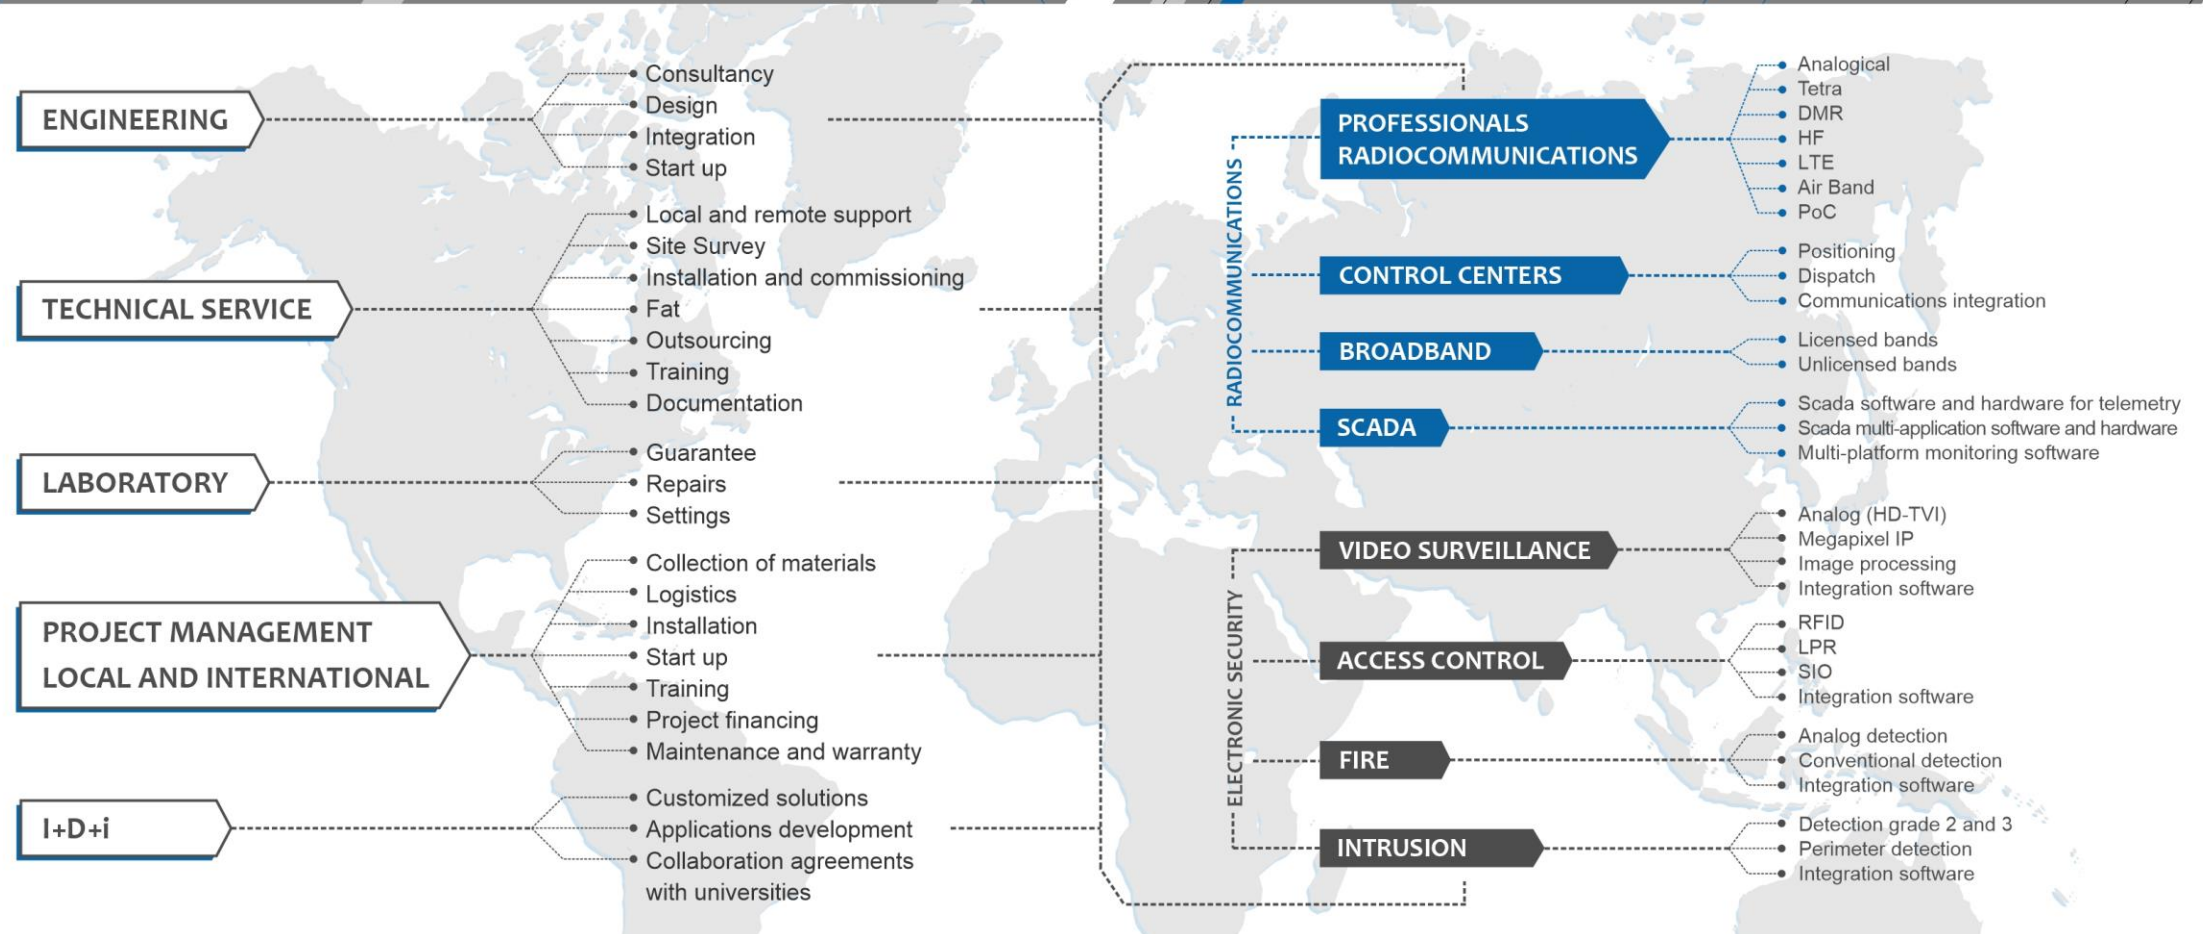 ENGINEERING
Consultancy
Design
Integration
Start up
TECHNICAL SERVICE
Local and remote support
Site Survey
Installation and commissioning
Fat
Outsourcing
Training
Documentation
LABORATORY
Guarantee
Repairs
Settings
PROJECT MANAGEMENT
LOCAL AND INTERNATIONAL
Collection of materials
Logistics
Installation
Start up
Training
Project financing
Maintenance and warranty
I+D+i
Customized solutions
Applications development
Collaboration agreements
with universities
RADIOCOMMUNICATIONS
PROFESSIONALS
RADIOCOMMUNICATIONS
Analogical
Tetra
DMR
HF
LTE
Air Band
PoC
CONTROL CENTERS
Positioning
Dispatch
Communications integration
BROADBAND
Licensed bands
Unlicensed bands
SCADA
Scada software and hardware for telemetry
Scada multi-application software and hardware
Multi-platform monitoring software
ELECTRONIC SECURITY
VIDEO SURVEILLANCE
Analog (HD-TVI)
Megapixel IP
Image processing
Integration software
ACCESS CONTROL
RFID
LPR
SIO
Integration software
FIRE
Analog detection
Conventional detection
Integration software
INTRUSION
Detection grade 2 and 3
Perimeter detection
Integration software